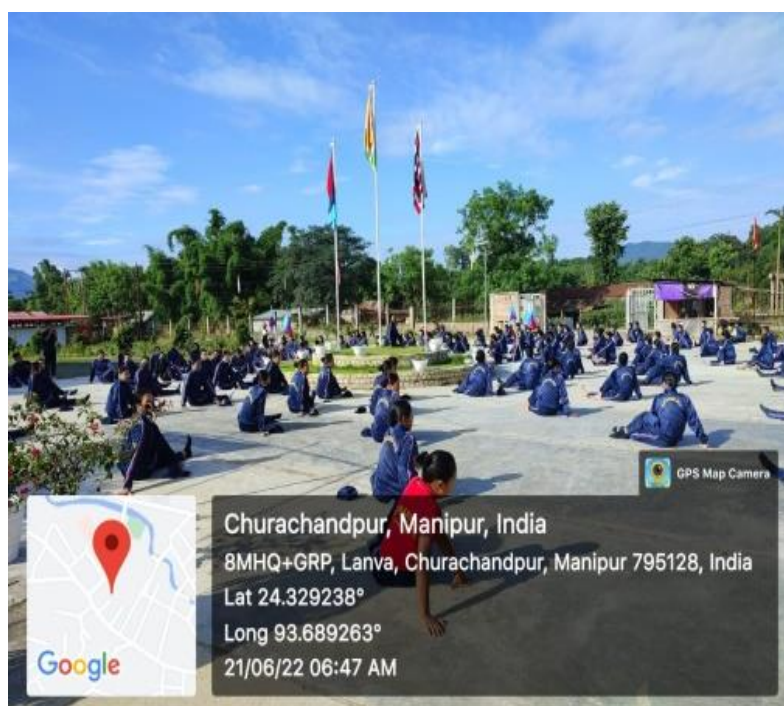 GPS Map Camera
Churachandpur, Manipur, India
8MHQ+GRP, Lanva, Churachandpur, Manipur 795128, India
Lat 24.329238°
Long 93.689263°
21/06/22 06:47 AM
Google